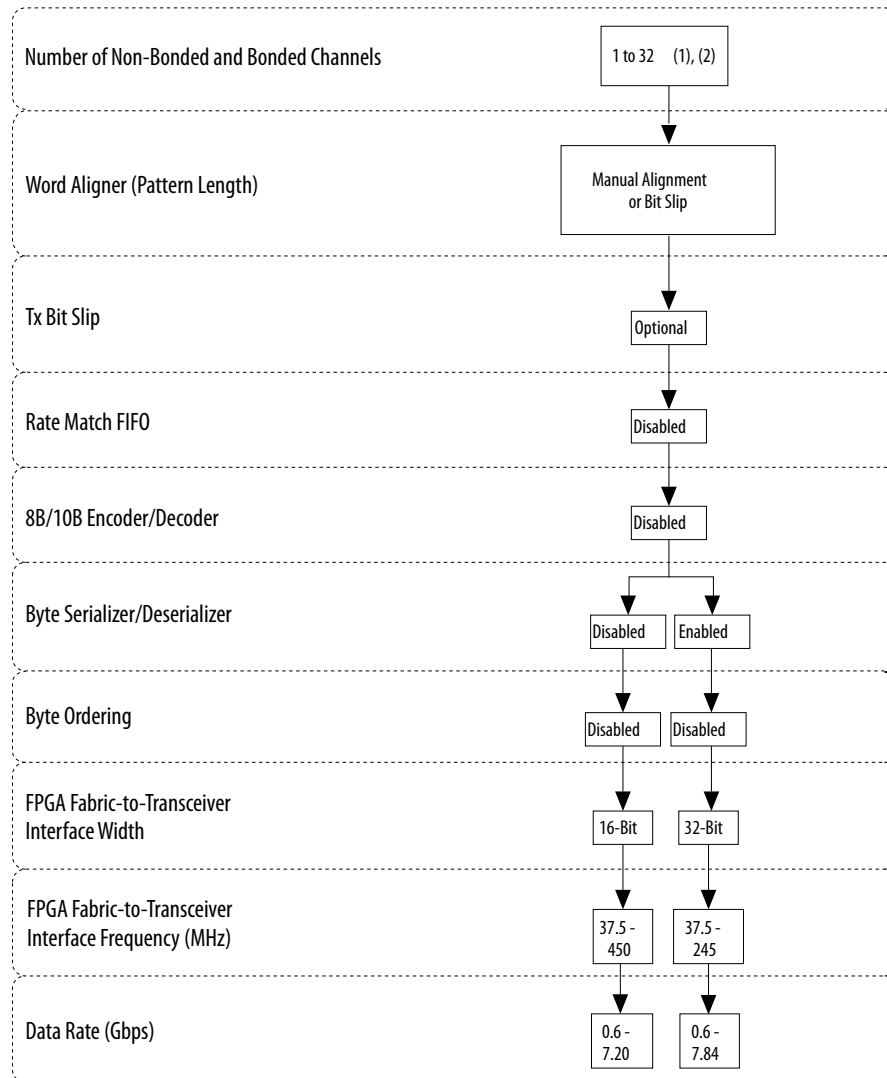 Number of Non-Bonded and Bonded Channels
1 to 32 (1), (2)
Word Aligner (Pattern Length)
Manual Alignment
or Bit Slip
Tx Bit Slip
Optional
Rate Match FIFO
Disabled
8B/10B Encoder/Decoder
Disabled
Byte Serializer/Deserializer
Disabled
Enabled
Byte Ordering
Disabled
Disabled
FPGA Fabric-to-Transceiver
Interface Width
16-Bit
32-Bit
FPGA Fabric-to-Transceiver
Interface Frequency (MHz)
37.5 -
450
37.5 -
245
Data Rate (Gbps)
0.6 -
7.20
0.6 -
7.84